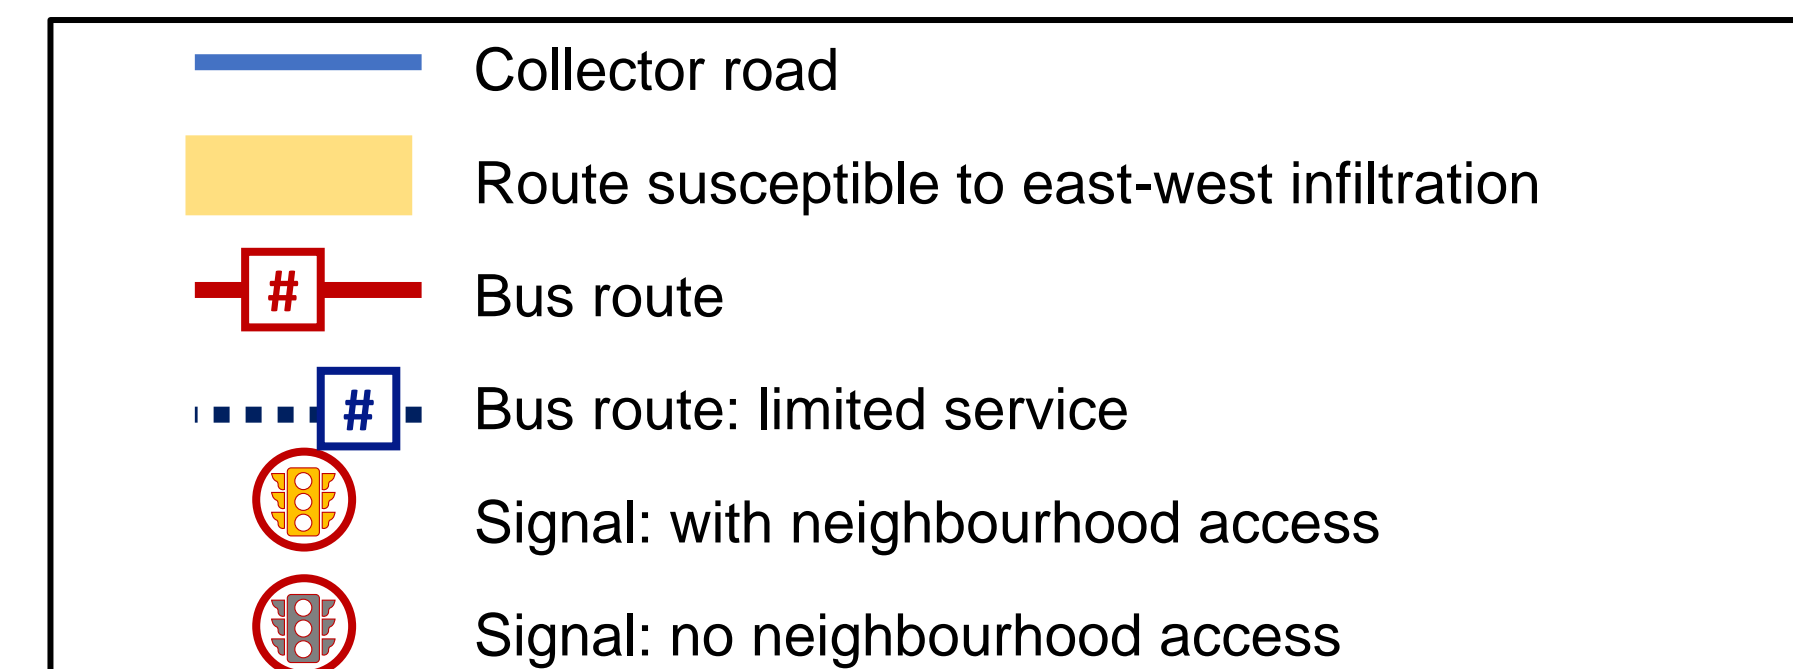 Collector road
Route susceptible to east-west infiltration
# Bus route
# Bus route: limited service
Signal: with neighbourhood access
Signal: no neighbourhood access